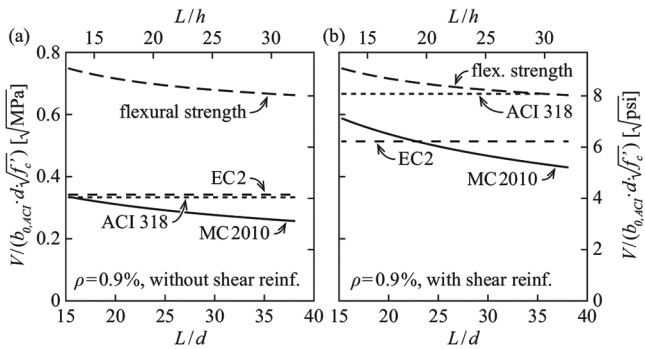 L/h
L/h
(a)
15 20 25 30
(b)
15 20 25 30
0.8
0.6
0.4
0.2
0
V/(b0,ACI·d√fc') [√MPa]
flexural strength
EC2
ACI 318
MC2010
ρ=0.9%, without shear reinf.
flex. strength
ACI 318
EC2
MC2010
ρ=0.9%, with shear reinf.
8
6
4
2
0
V/(b0,ACI·d√fc') [√psi]
15 20 25 30 35 40
15 20 25 30 35 40
L/d
L/d